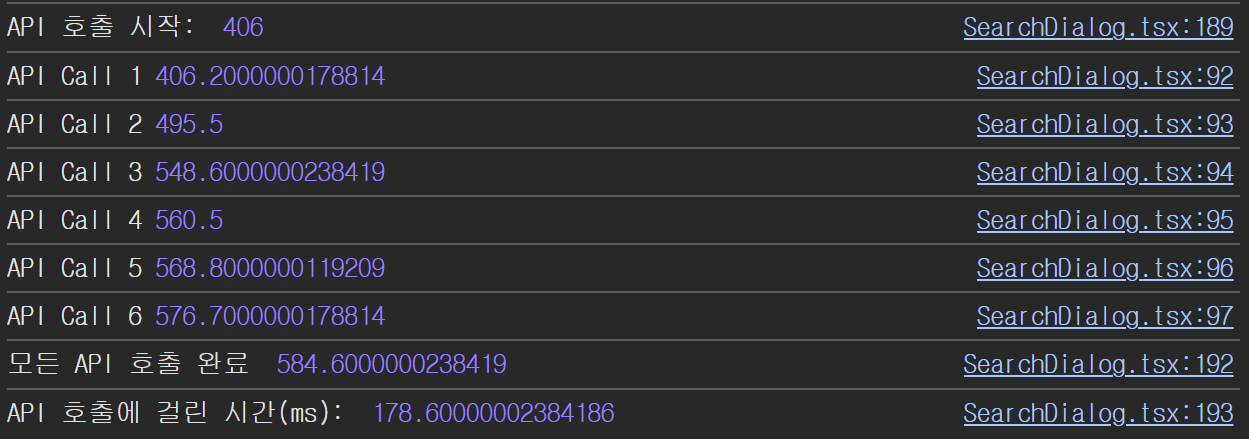 API 호출 시작:  406 SearchDialog.tsx:189
API Call 1 406.2000000178814 SearchDialog.tsx:92
API Call 2 495.5 SearchDialog.tsx:93
API Call 3 548.6000000238419 SearchDialog.tsx:94
API Call 4 560.5 SearchDialog.tsx:95
API Call 5 568.8000000119209 SearchDialog.tsx:96
API Call 6 576.7000000178814 SearchDialog.tsx:97
모든 API 호출 완료  584.6000000238419 SearchDialog.tsx:192
API 호출에 걸린 시간(ms):  178.60000002384186 SearchDialog.tsx:193